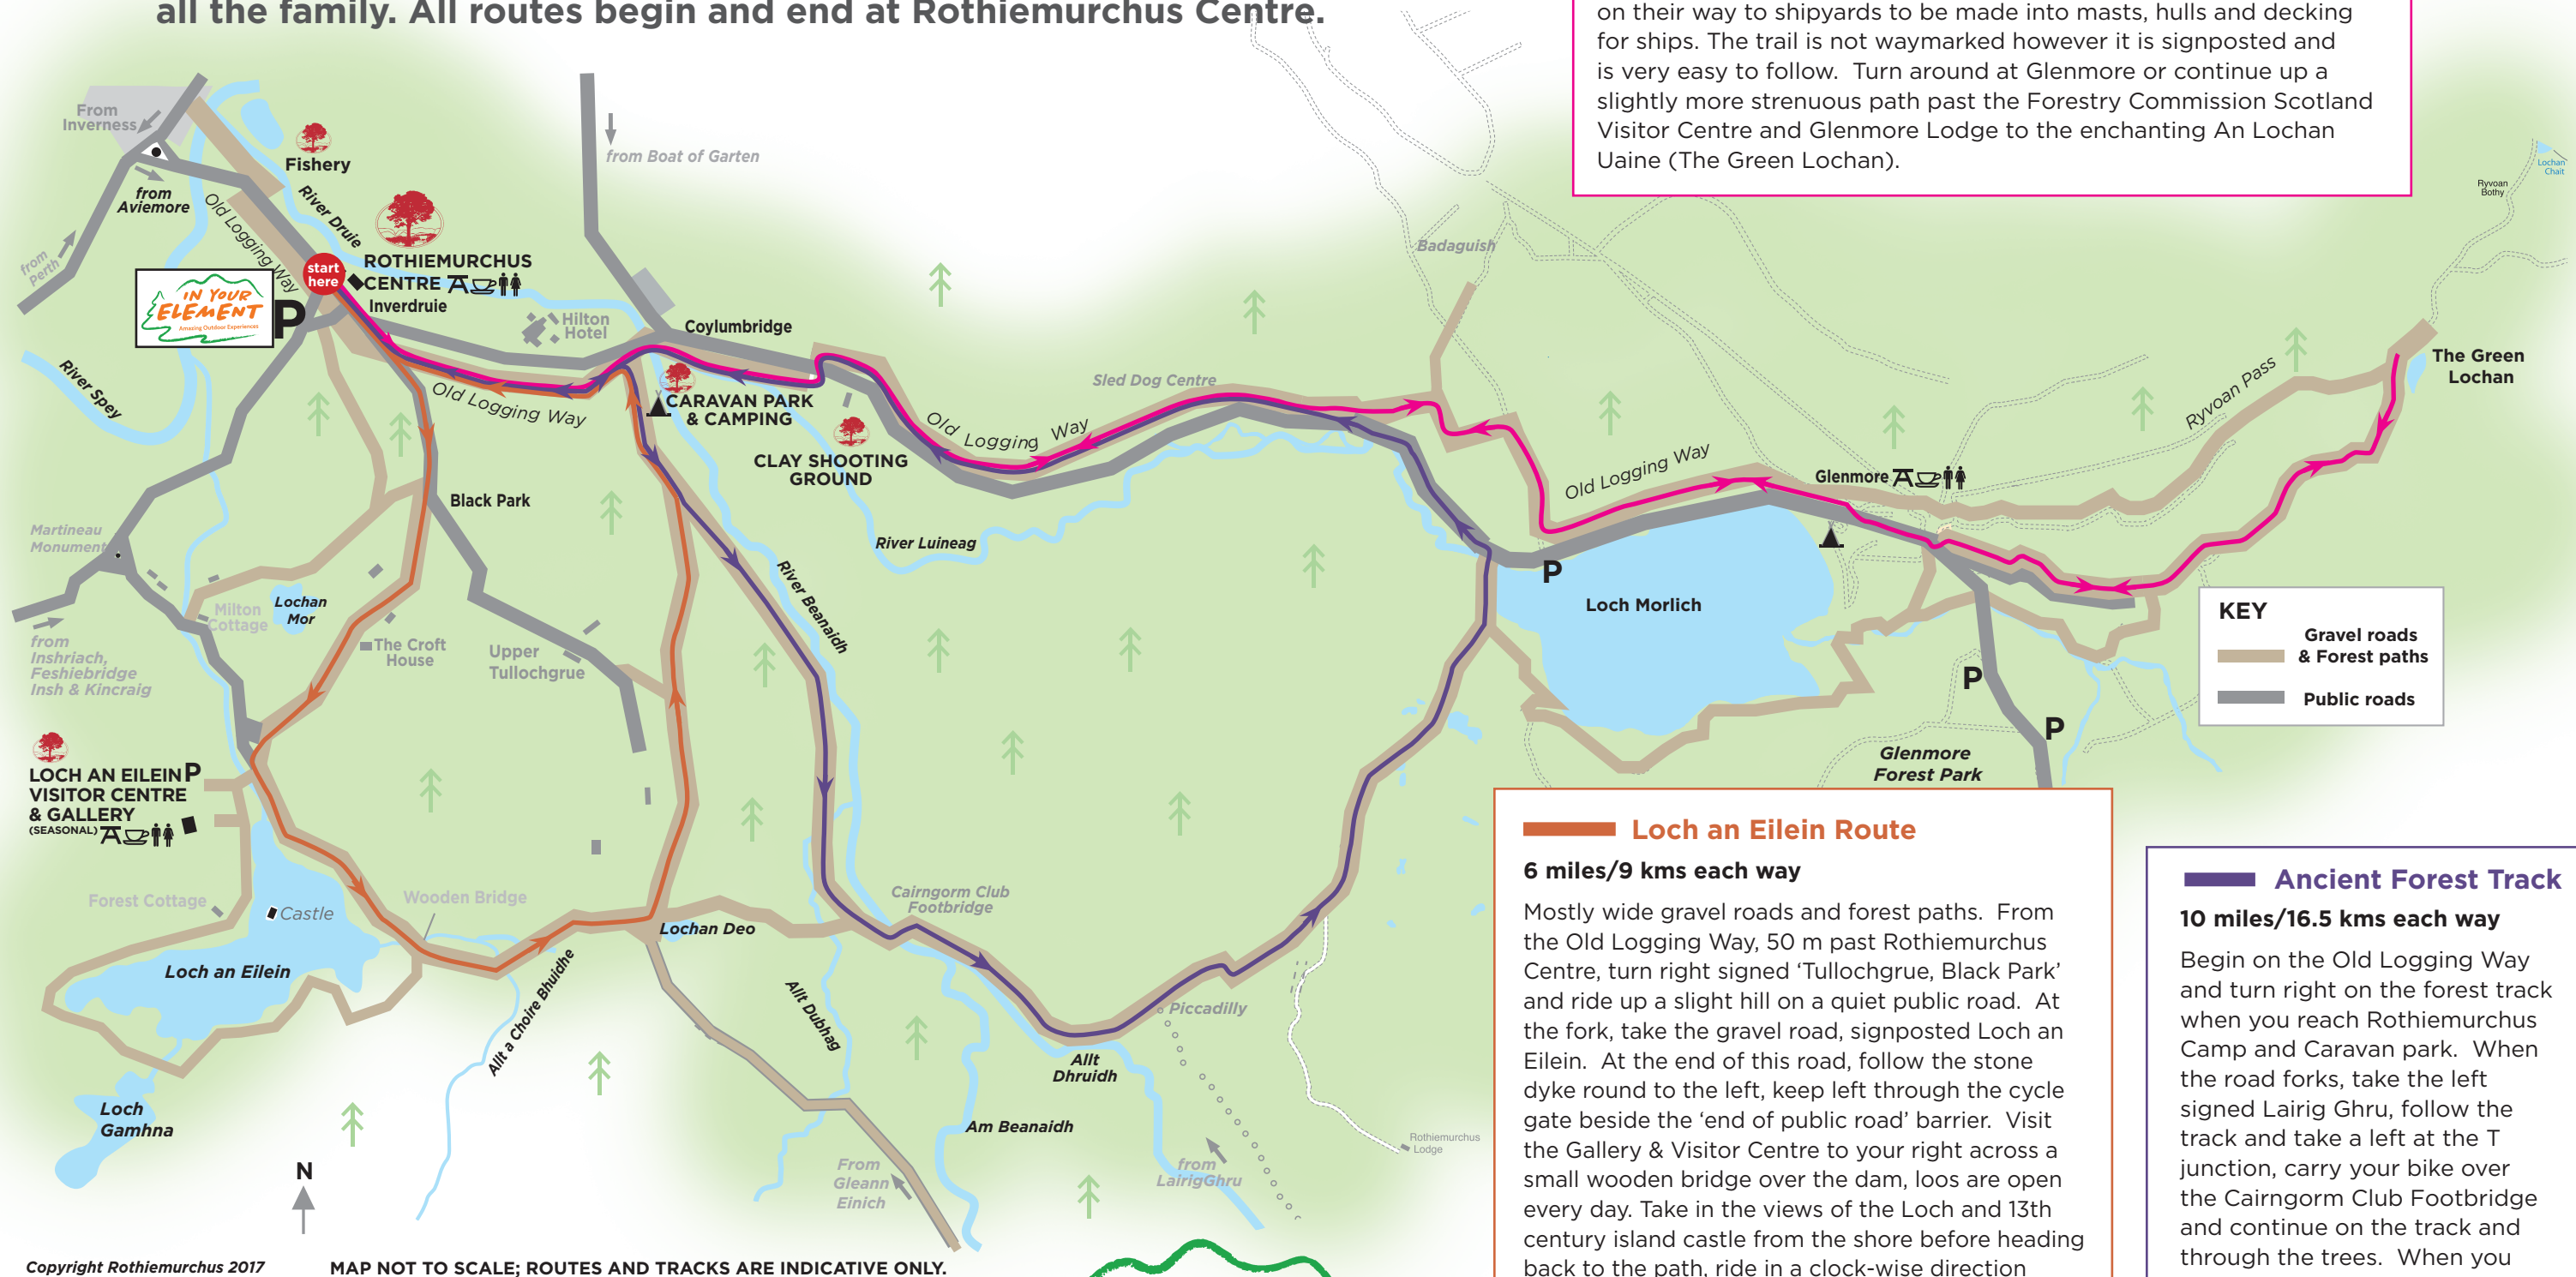 all the family. All routes begin and end at Rothiemurchus Centre.
on their way to shipyards to be made into masts, hulls and decking
for ships. The trail is not waymarked however it is signposted and
is very easy to follow. Turn around at Glenmore or continue up a
slightly more strenuous path past the Forestry Commission Scotland
Visitor Centre and Glenmore Lodge to the enchanting An Lochan
Uaine (The Green Lochan).
From
Inverness
Fishery
from Boat of Garten
from
Aviemore
River Druie
Old Logging Way
from
Perth
start
here
ROTHIEMURCHUS
CENTRE
Inverdruie
IN YOUR
ELEMENT
Amazing Outdoor Experiences
P
Hilton
Hotel
Coylumbridge
Badaguish
Ryvoan
Bothy
Lochan
Chait
River Spey
Old Logging Way
CARAVAN PARK
& CAMPING
Sled Dog Centre
Old Logging Way
CLAY SHOOTING
GROUND
Old Logging Way
Glenmore
Ryvoan Pass
The Green
Lochan
Black Park
Martineau
Monument
River Luineag
River Beanaidh
P
Loch Morlich
Milton
Cottage
Lochan
Mor
from
Inshriach,
Feshiebridge
Insh & Kincraig
The Croft
House
Upper
Tullochgrue
KEY
Gravel roads
& Forest paths
Public roads
P
P
Glenmore
Forest Park
LOCH AN EILEIN P
VISITOR CENTRE
& GALLERY
(SEASONAL)
Forest Cottage
Castle
Wooden Bridge
Cairngorm Club
Footbridge
Lochan Deo
Loch an Eilein
Allt a Choire Bhuidhe
Allt Dubhag
Piccadilly
Allt
Dhruidh
Loch
Gamhna
Am Beanaidh
Rothiemurchus
Lodge
From
Gleann
Einich
from
LairigGhru
N
Loch an Eilein Route
6 miles/9 kms each way
Mostly wide gravel roads and forest paths. From
the Old Logging Way, 50 m past Rothiemurchus
Centre, turn right signed ‘Tullochgrue, Black Park’
and ride up a slight hill on a quiet public road. At
the fork, take the gravel road, signposted Loch an
Eilein. At the end of this road, follow the stone
dyke round to the left, keep left through the cycle
gate beside the ‘end of public road’ barrier. Visit
the Gallery & Visitor Centre to your right across a
small wooden bridge over the dam, loos are open
every day. Take in the views of the Loch and 13th
century island castle from the shore before heading
back to the path, ride in a clock-wise direction
Ancient Forest Track
10 miles/16.5 kms each way
Begin on the Old Logging Way
and turn right on the forest track
when you reach Rothiemurchus
Camp and Caravan park. When
the road forks, take the left
signed Lairig Ghru, follow the
track and take a left at the T
junction, carry your bike over
the Cairngorm Club Footbridge
and continue on the track and
through the trees. When you
Copyright Rothiemurchus 2017
MAP NOT TO SCALE; ROUTES AND TRACKS ARE INDICATIVE ONLY.